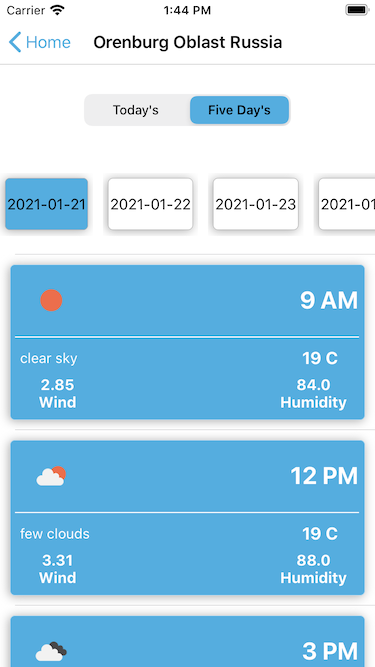 Carrier 1:44 PM
Home Orenburg Oblast Russia
Today's Five Day's
2021-01-21 2021-01-22 2021-01-23 2021-01
9 AM
clear sky 19 C
2.85 84.0
Wind Humidity
12 PM
few clouds 19 C
3.31 88.0
Wind Humidity
3 PM